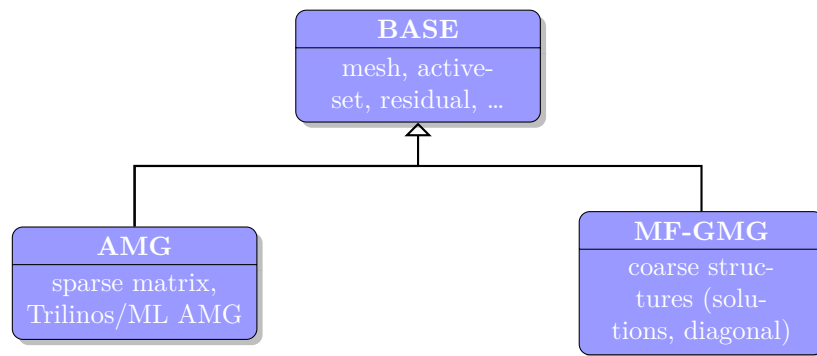 BASE
mesh, active-
set, residual, …
AMG
sparse matrix,
Trilinos/ML AMG
MF-GMG
coarse struc-
tures (solu-
tions, diagonal)